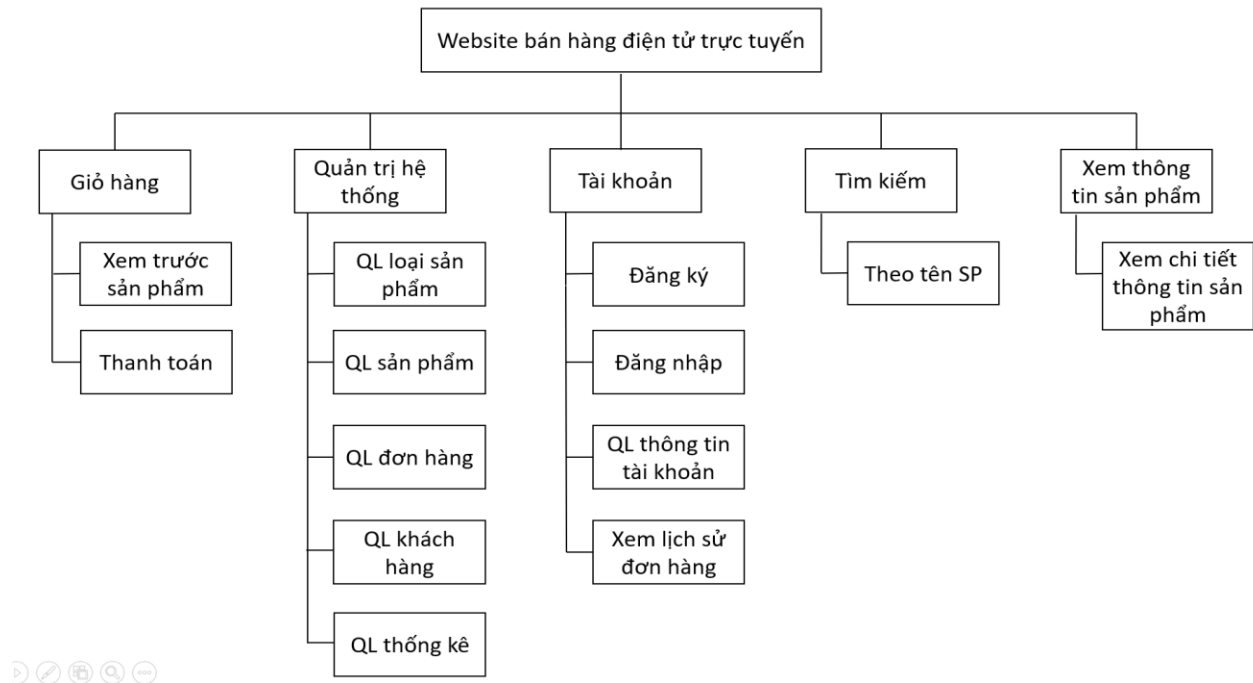 Website bán hàng điện tử trực tuyến
Giỏ hàng
Xem trước
sản phẩm
Thanh toán
Quản trị hệ
thống
QL loại sản
phẩm
QL sản phẩm
QL đơn hàng
QL khách
hàng
QL thống kê
Tài khoản
Đăng ký
Đăng nhập
QL thông tin
tài khoản
Xem lịch sử
đơn hàng
Tìm kiếm
Theo tên SP
Xem thông
tin sản phẩm
Xem chi tiết
thông tin sản
phẩm